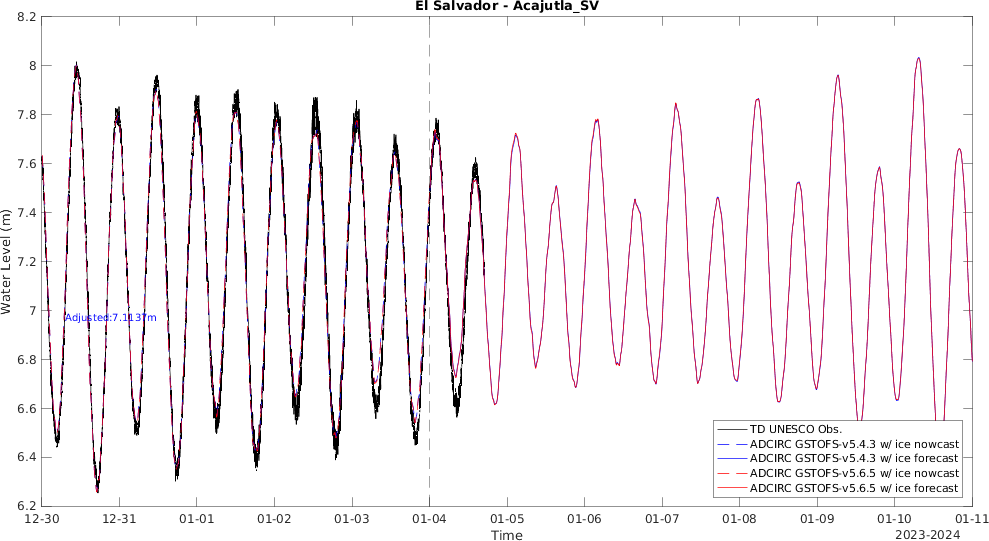 El Salvador - Acajutla_SV
8.2
8
7.8
7.6
7.4
7.2
7
6.8
6.6
6.4
6.2
Water Level (m)
Adjusted:7.1137m
TD UNESCO Obs.
ADCIRC GSTOFS-v5.4.3 w/ ice nowcast
ADCIRC GSTOFS-v5.4.3 w/ ice forecast
ADCIRC GSTOFS-v5.6.5 w/ ice nowcast
ADCIRC GSTOFS-v5.6.5 w/ ice forecast
12-30 12-31 01-01 01-02 01-03 01-04 01-05 01-06 01-07 01-08 01-09 01-10 01-11
Time
2023-2024